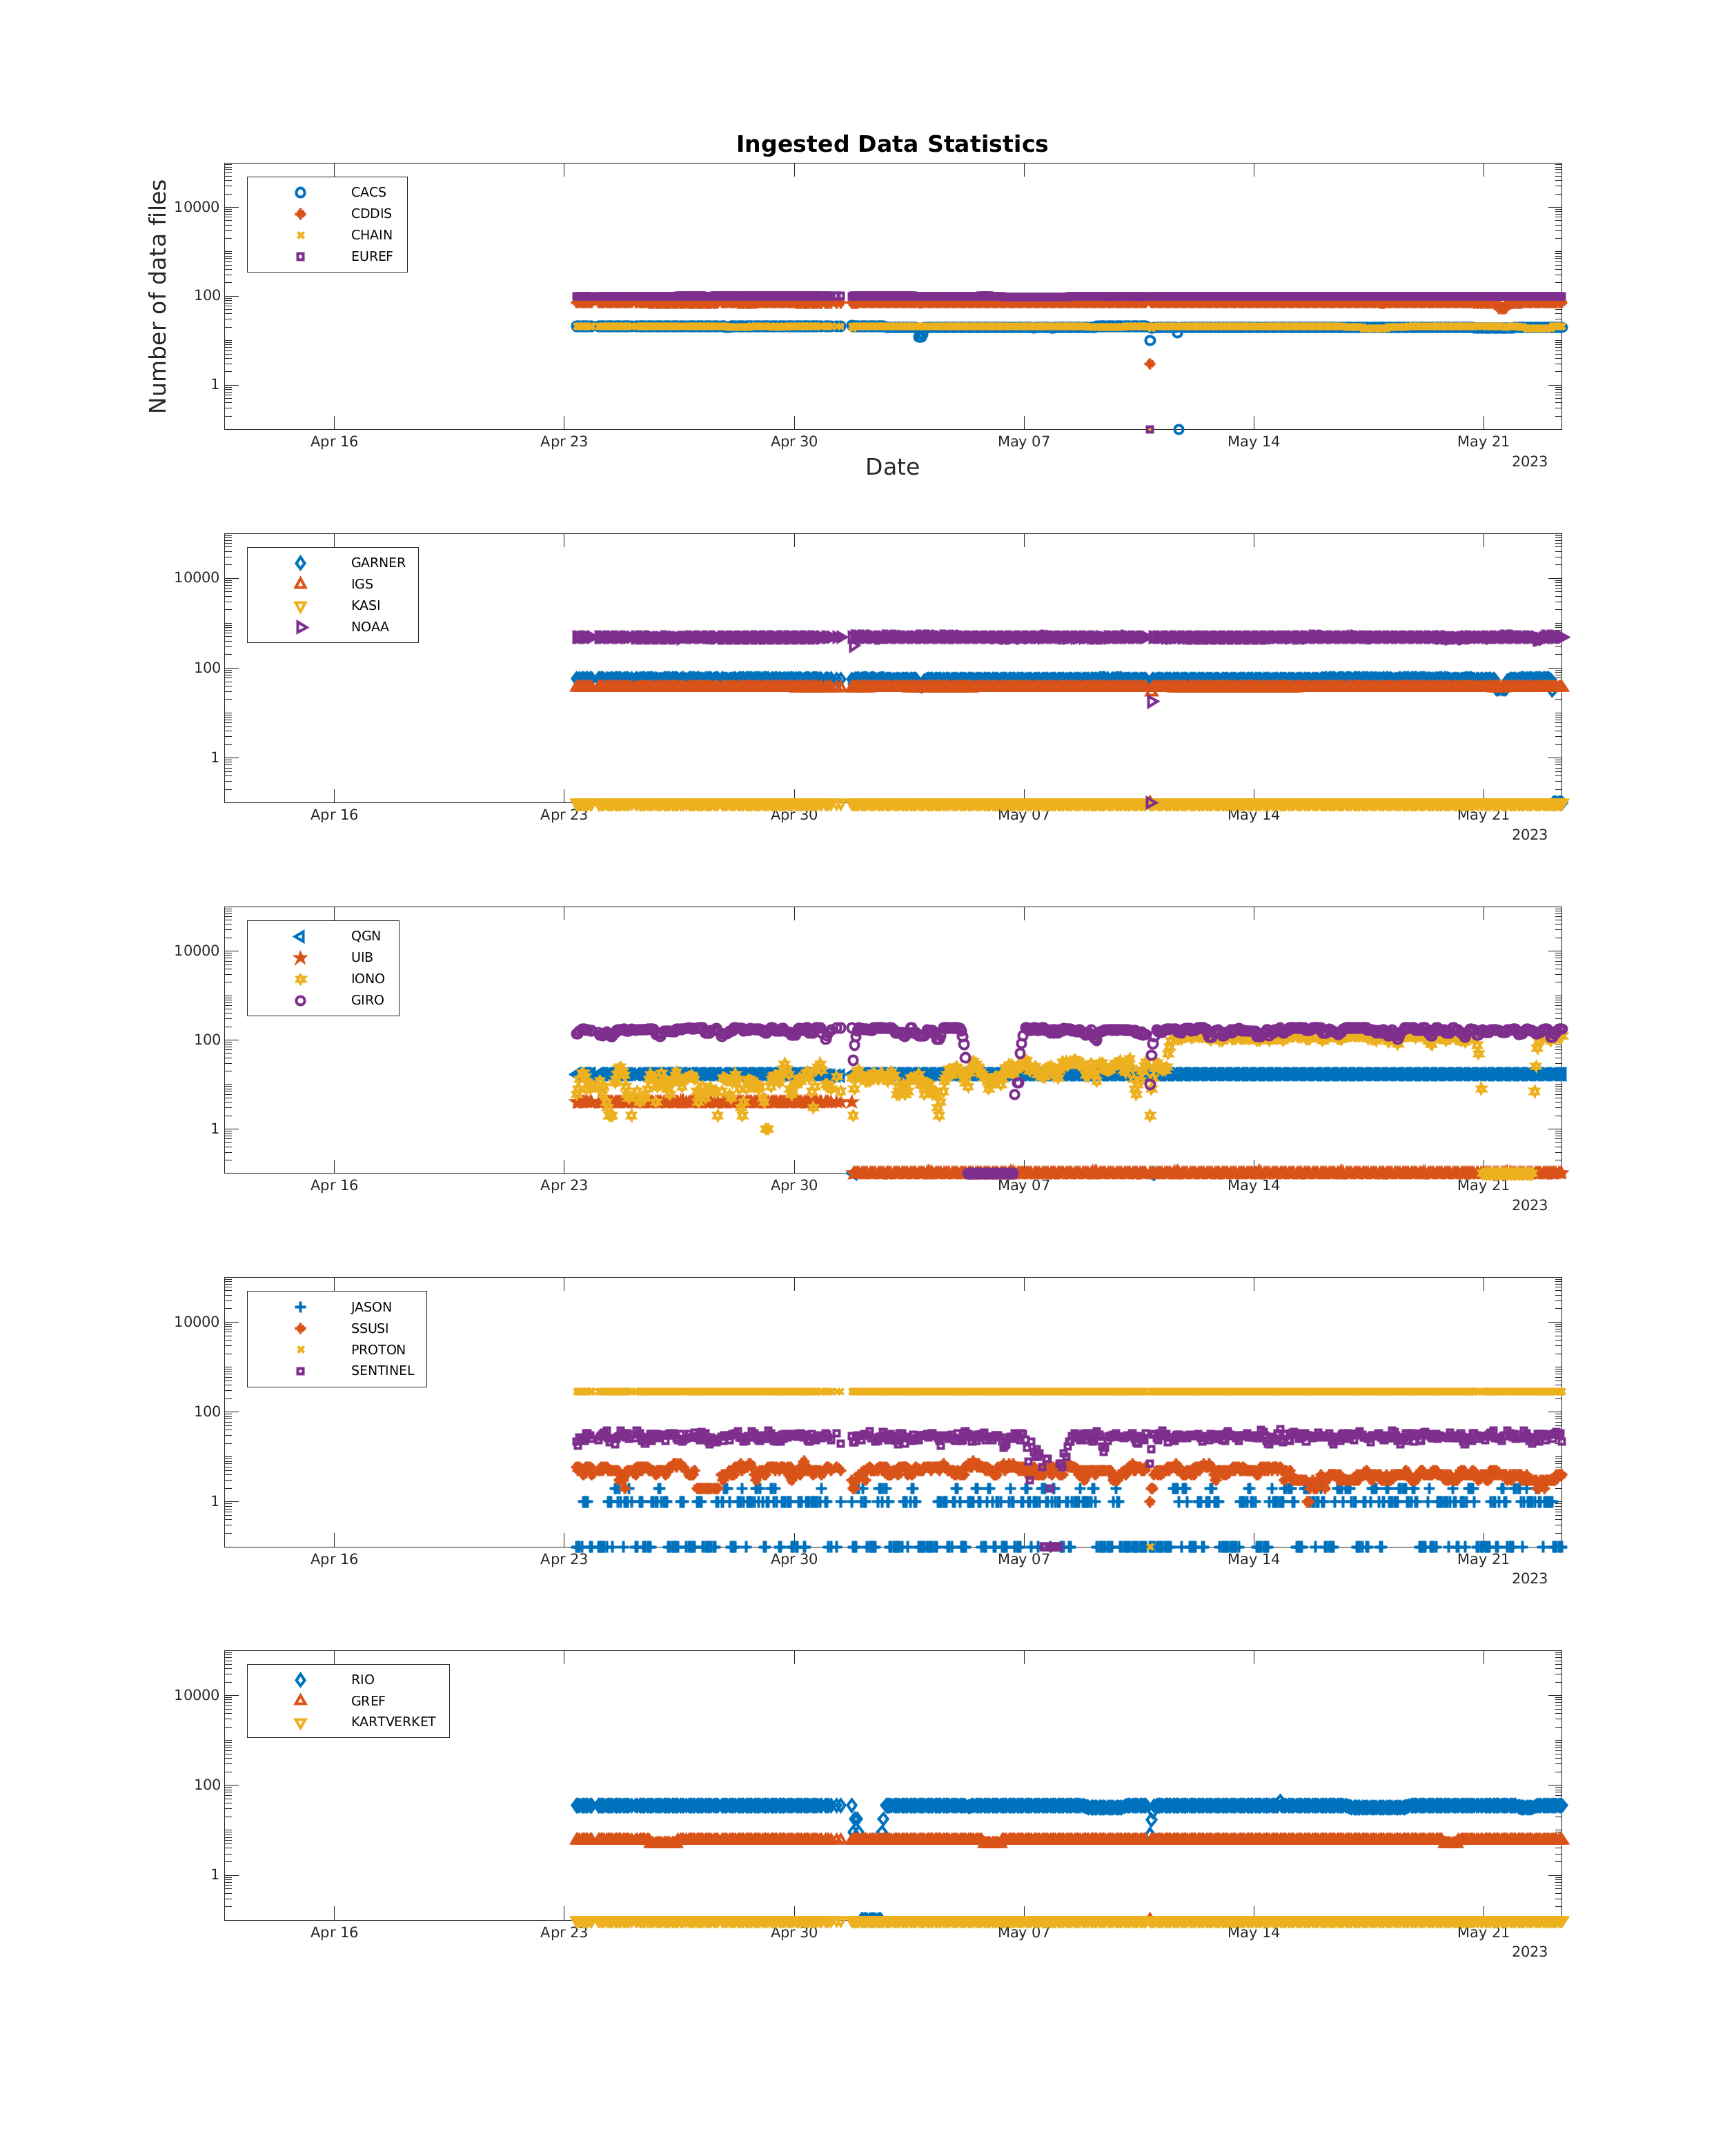 Ingested Data Statistics
Number of data files
CACS
CDDIS
CHAIN
EUREF
10000
100
1
Apr 16 Apr 23 Apr 30 May 07 May 14 May 21
2023
Date
GARNER
IGS
KASI
NOAA
10000
100
1
Apr 16 Apr 23 Apr 30 May 07 May 14 May 21
2023
QGN
UIB
IONO
GIRO
10000
100
1
Apr 16 Apr 23 Apr 30 May 07 May 14 May 21
2023
JASON
SSUSI
PROTON
SENTINEL
10000
100
1
Apr 16 Apr 23 Apr 30 May 07 May 14 May 21
2023
RIO
GREF
KARTVERKET
10000
100
1
Apr 16 Apr 23 Apr 30 May 07 May 14 May 21
2023